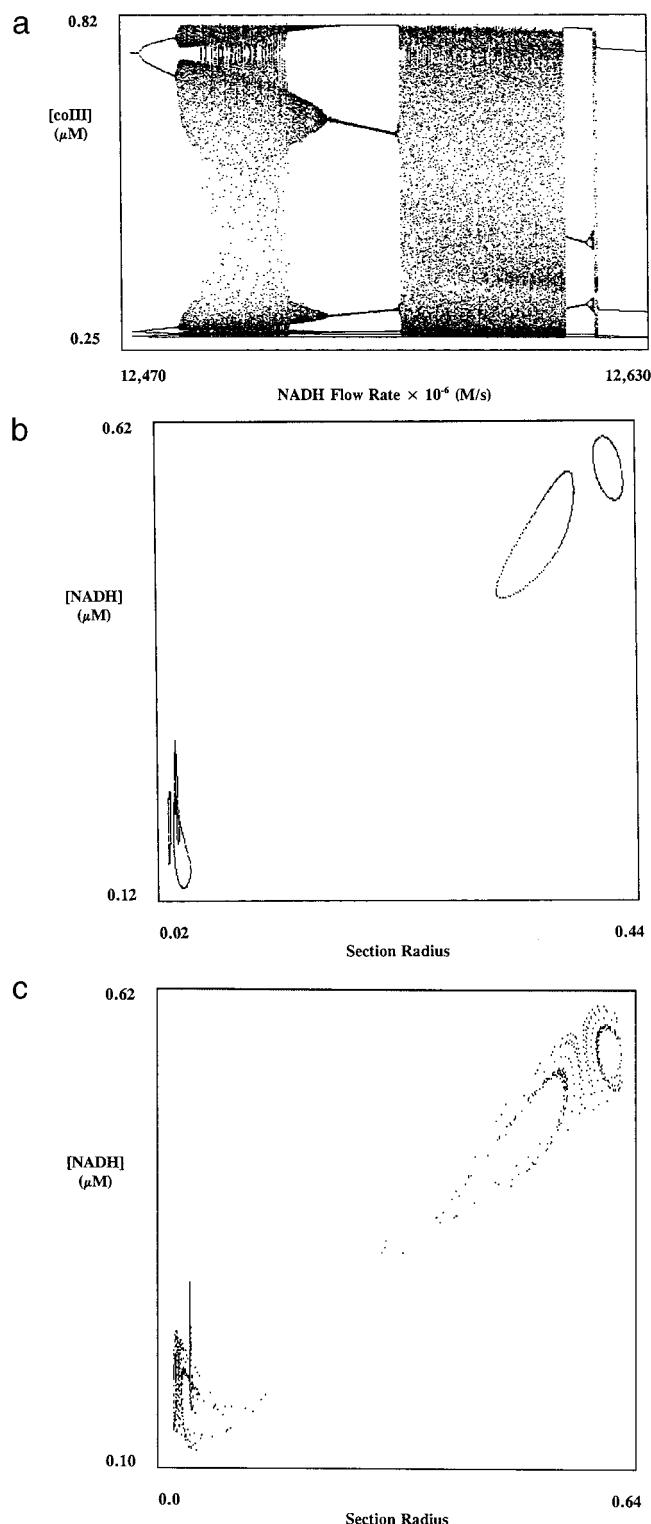 a
0.82
[coIII]
(μM)
0.25
12,470
12,630
NADH Flow Rate × 10⁻⁶ (M/s)
b
0.62
[NADH]
(μM)
0.12
0.02
0.44
Section Radius
c
0.62
[NADH]
(μM)
0.10
0.0
0.64
Section Radius